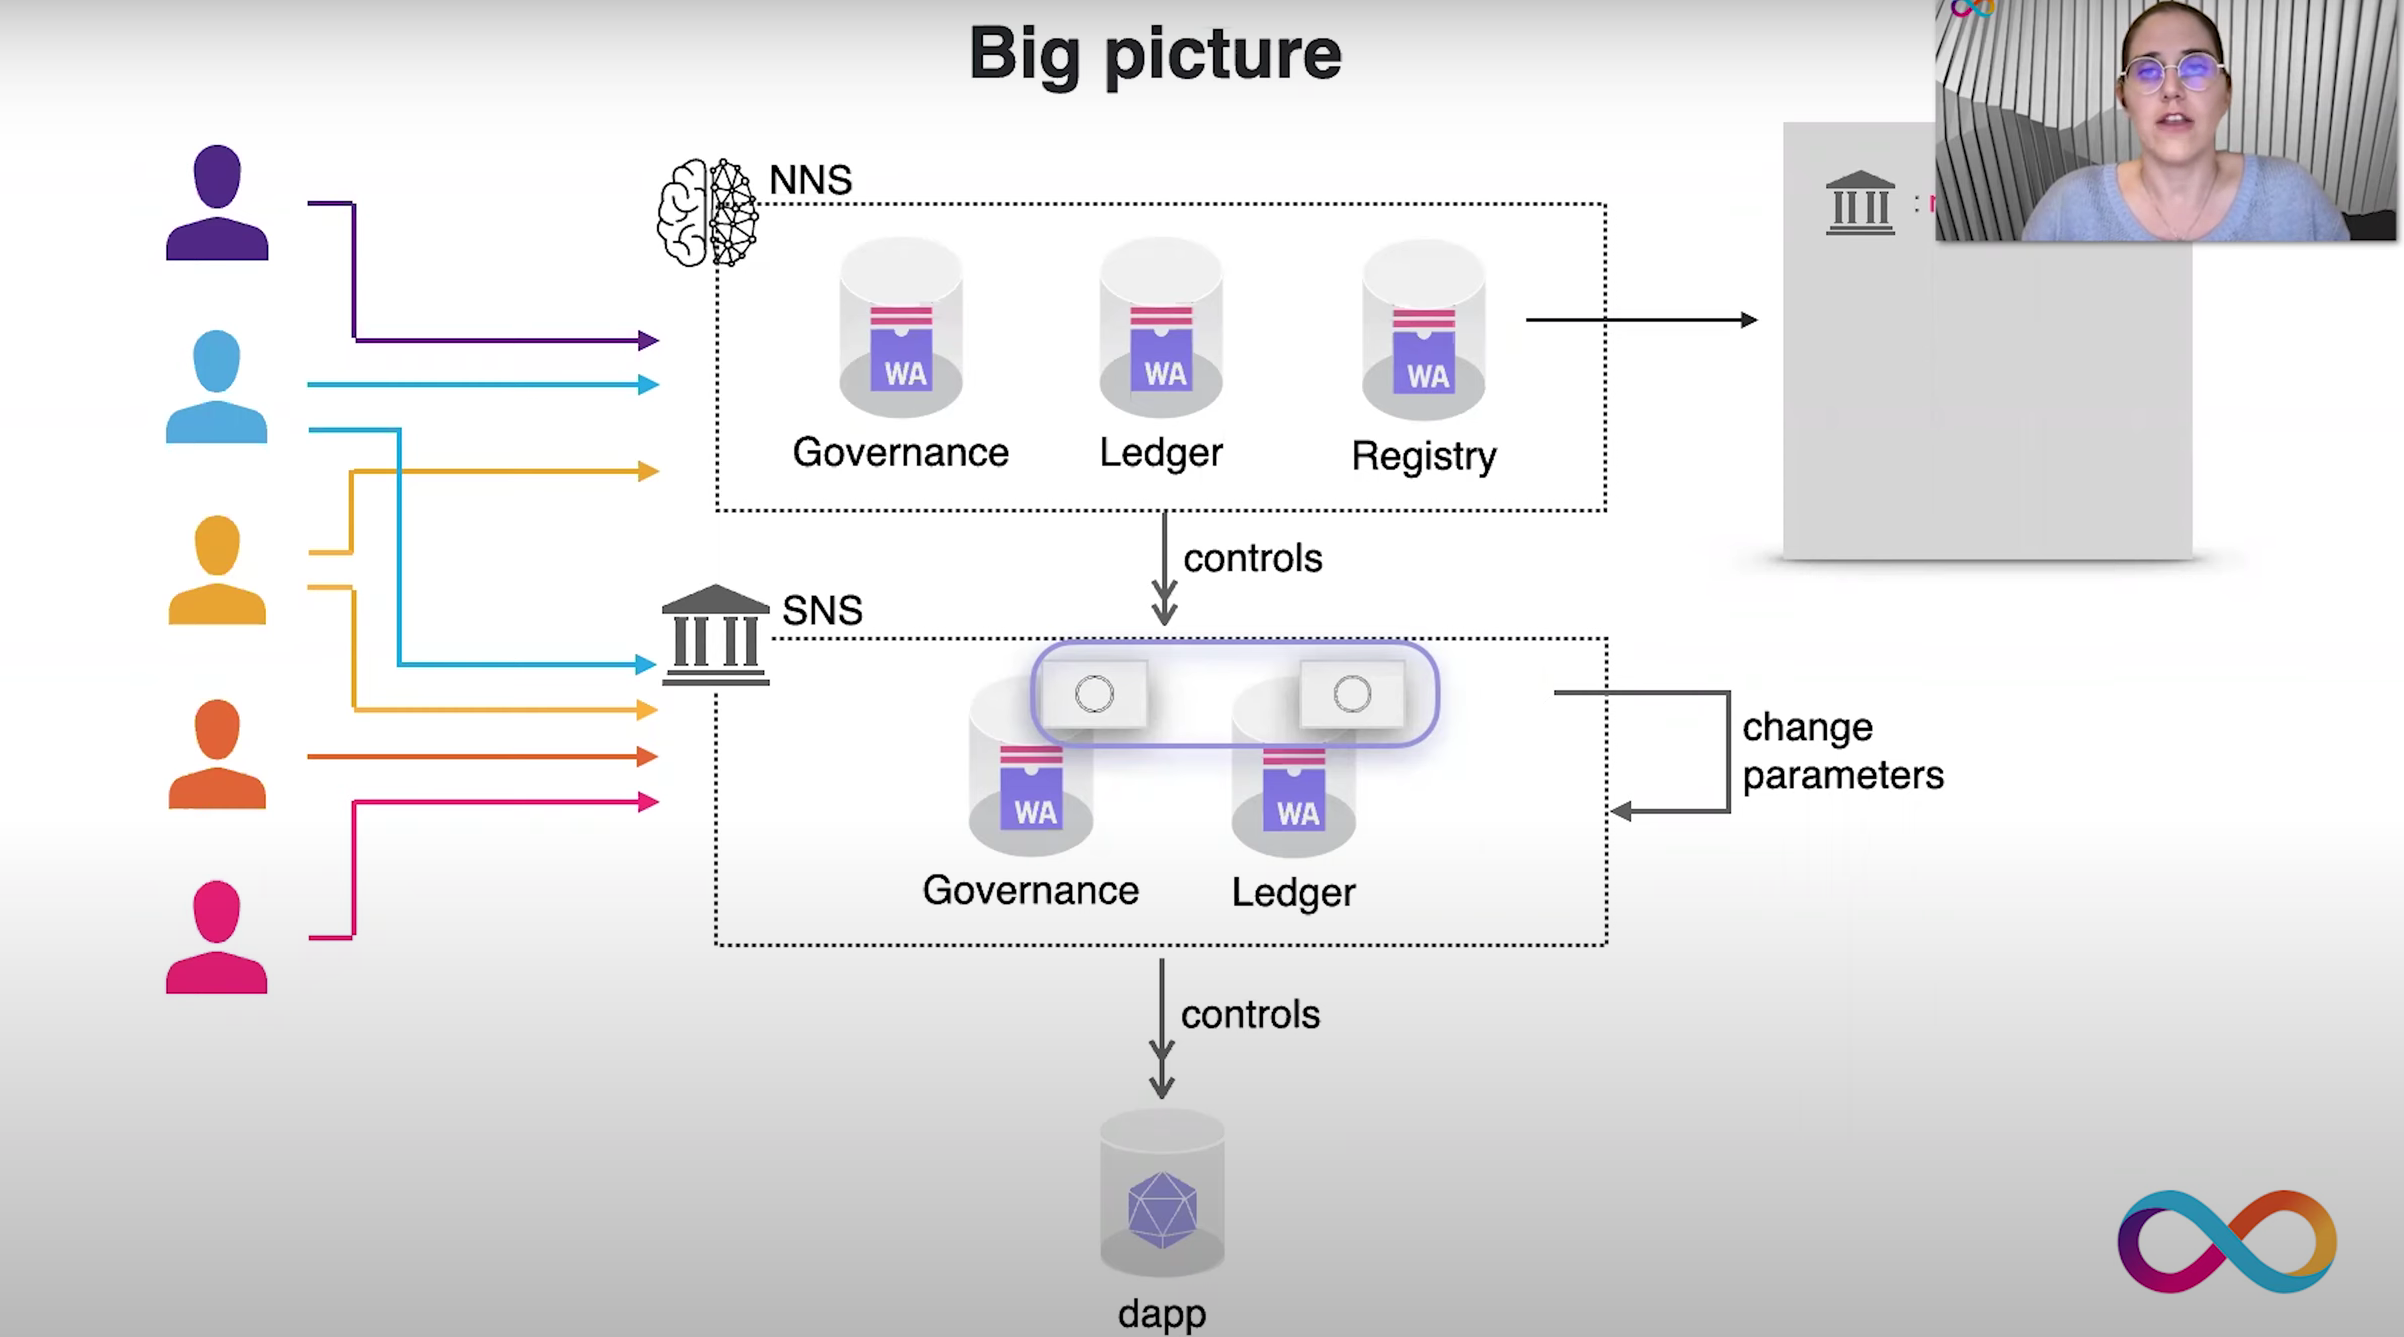 Big picture
NNS
WA
WA
WA
Governance
Ledger
Registry
:
controls
SNS
WA
WA
Governance
Ledger
change
parameters
controls
dapp